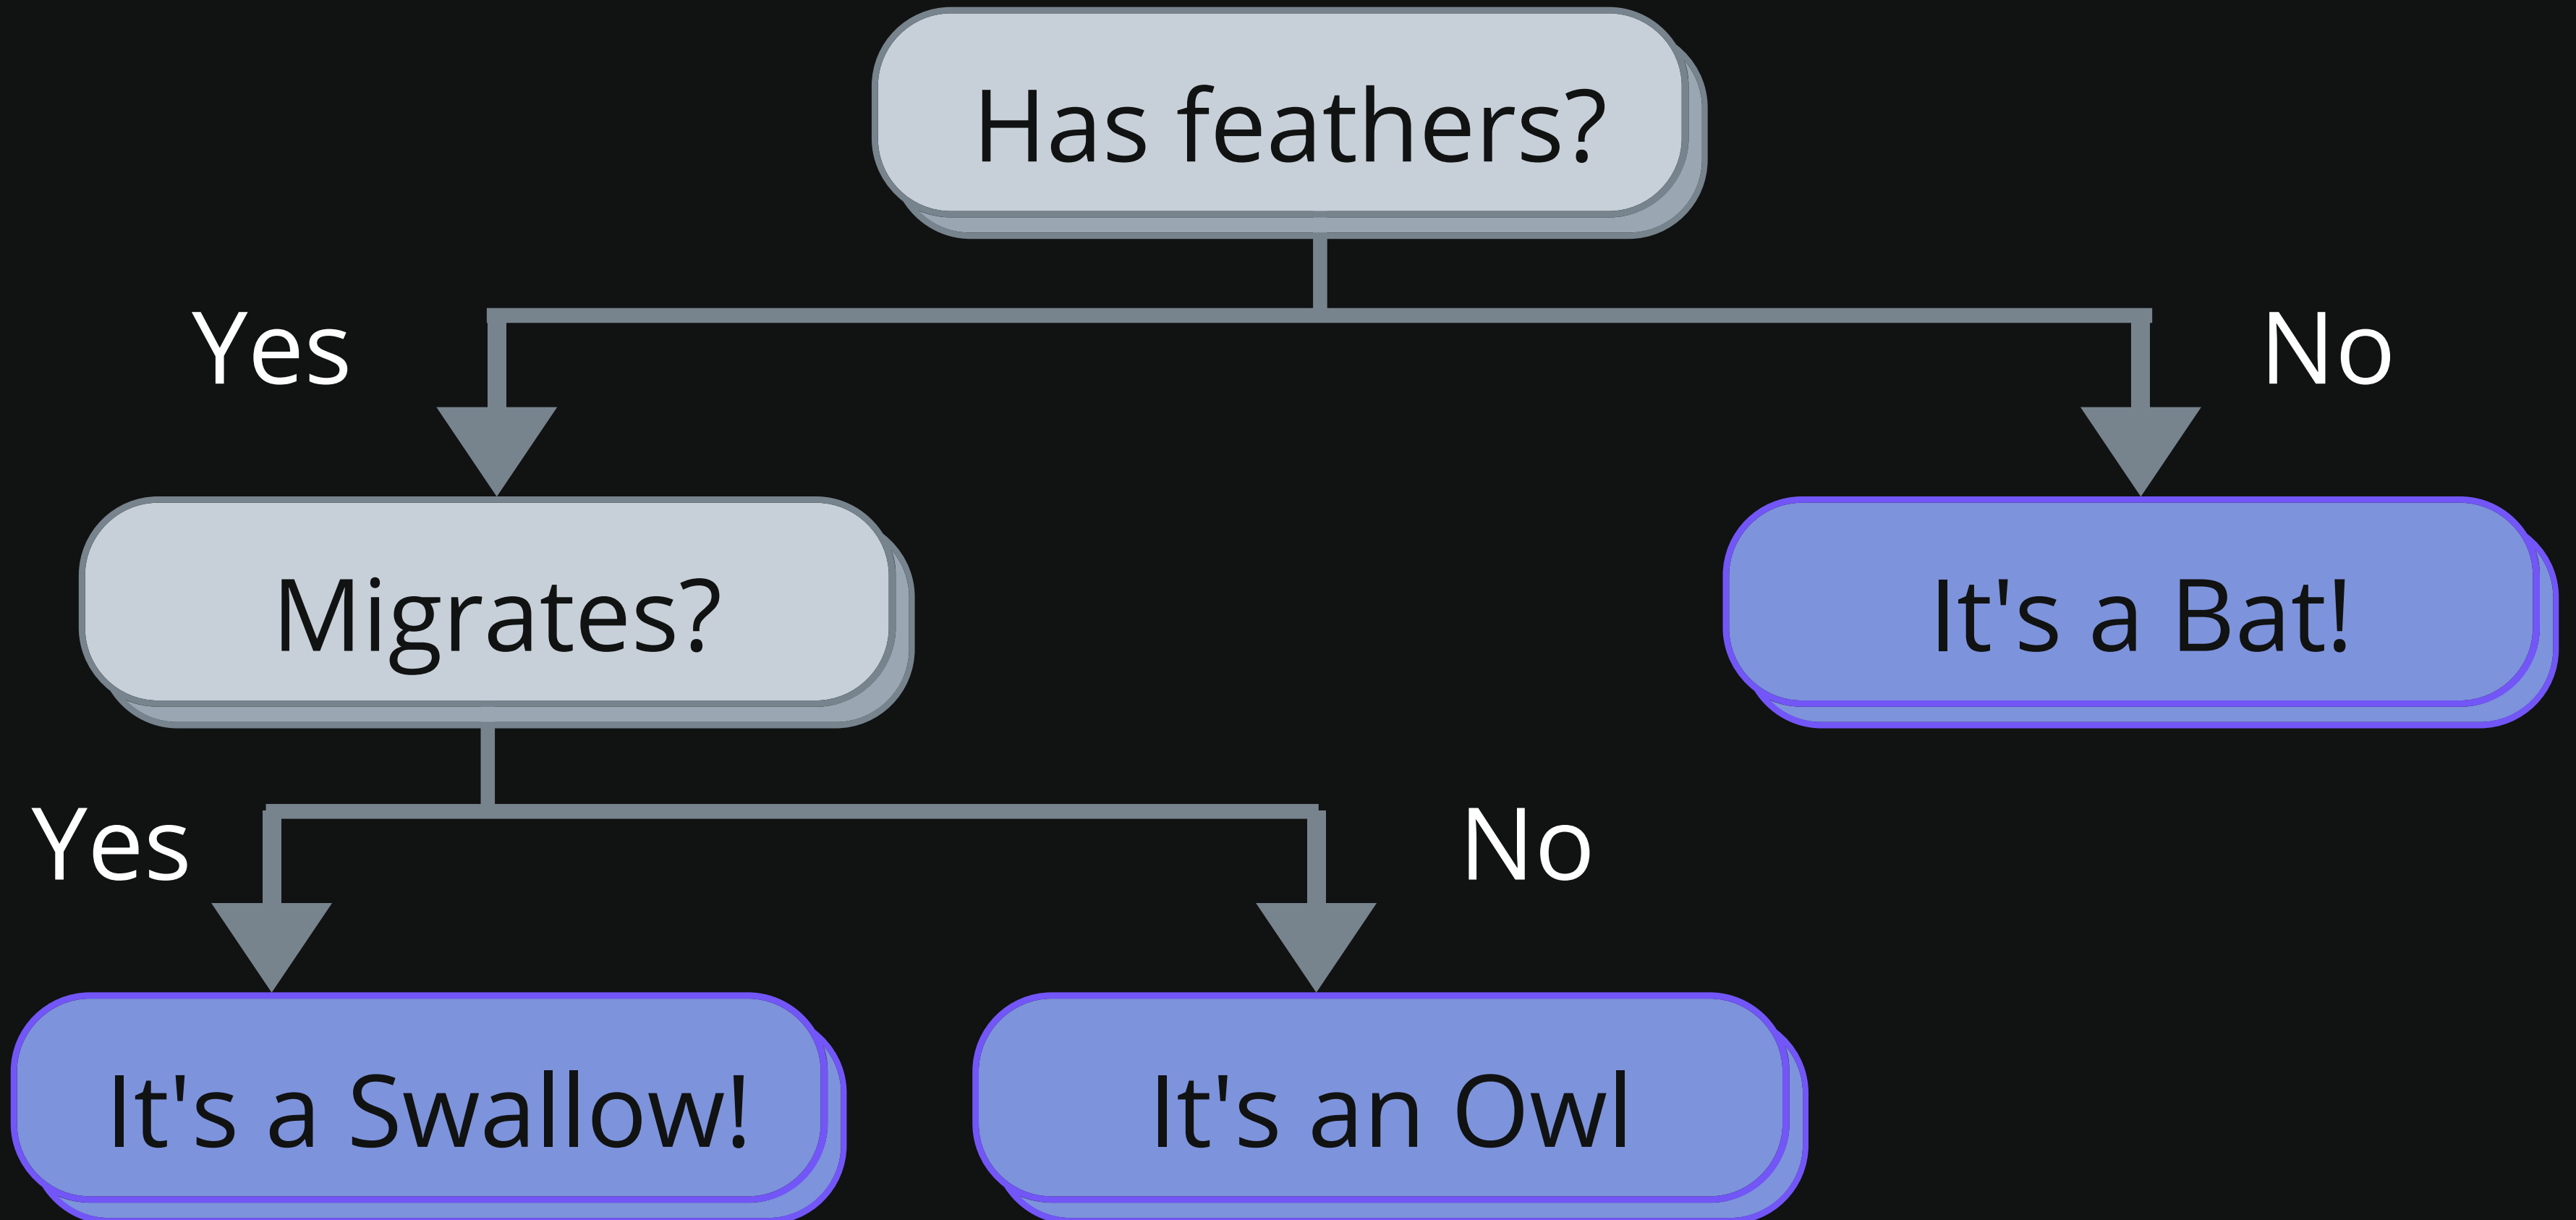 Has feathers?
Yes
No
Migrates?
It's a Bat!
Yes
No
It's a Swallow!
It's an Owl